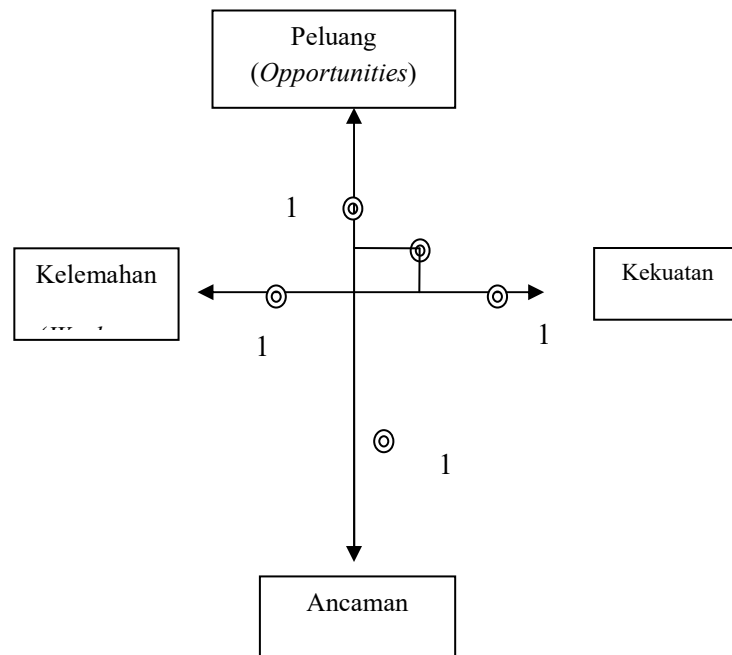 Peluang
(Opportunities)
1
Kelemahan
Kekuatan
1
1
1
Ancaman